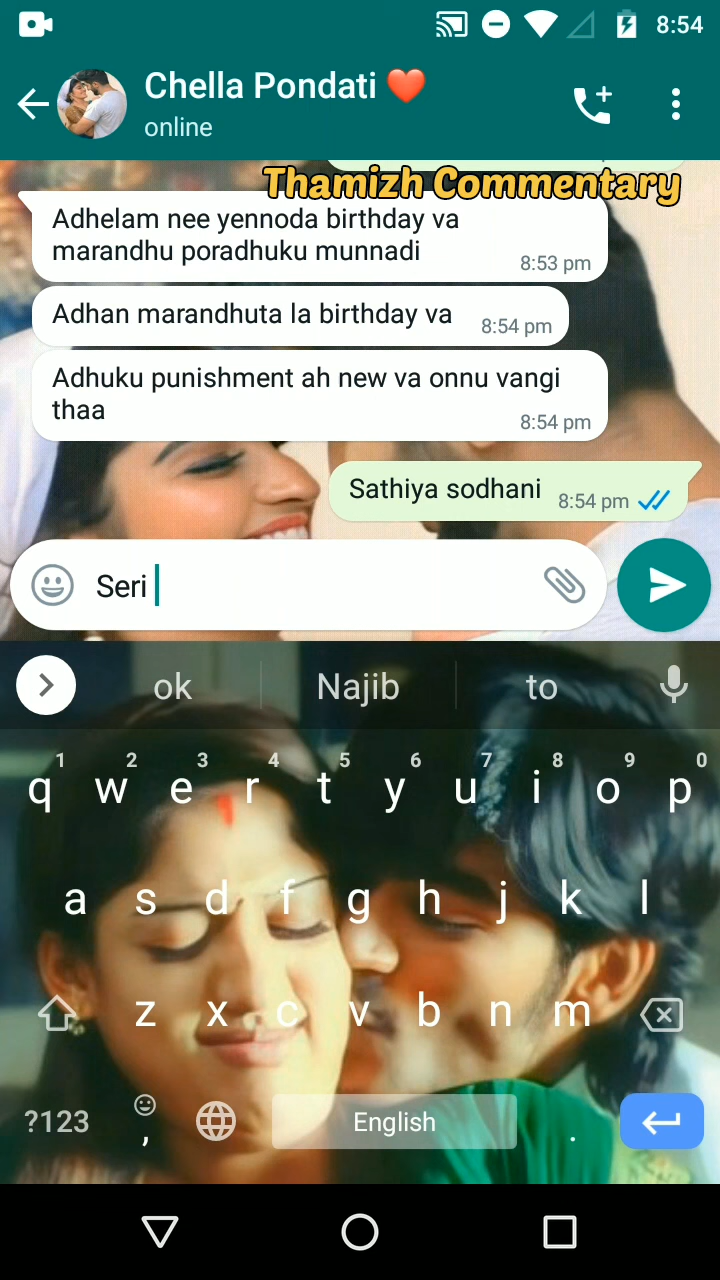 8:54
Chella Pondati ❤️
online
Thamizh Commentary
Adhelam nee yennoda birthday va
marandhu poradhuku munnadi
8:53 pm
Adhan marandhuta la birthday va
8:54 pm
Adhuku punishment ah new va onnu vangi
thaa
8:54 pm
Sathiya sodhani
8:54 pm
Seri
ok Najib to
1 2 3 4 5 6 7 8 9 0
q w e r t y u i o p
a s d f g h j k l
z x c v b n m
?123 , English .